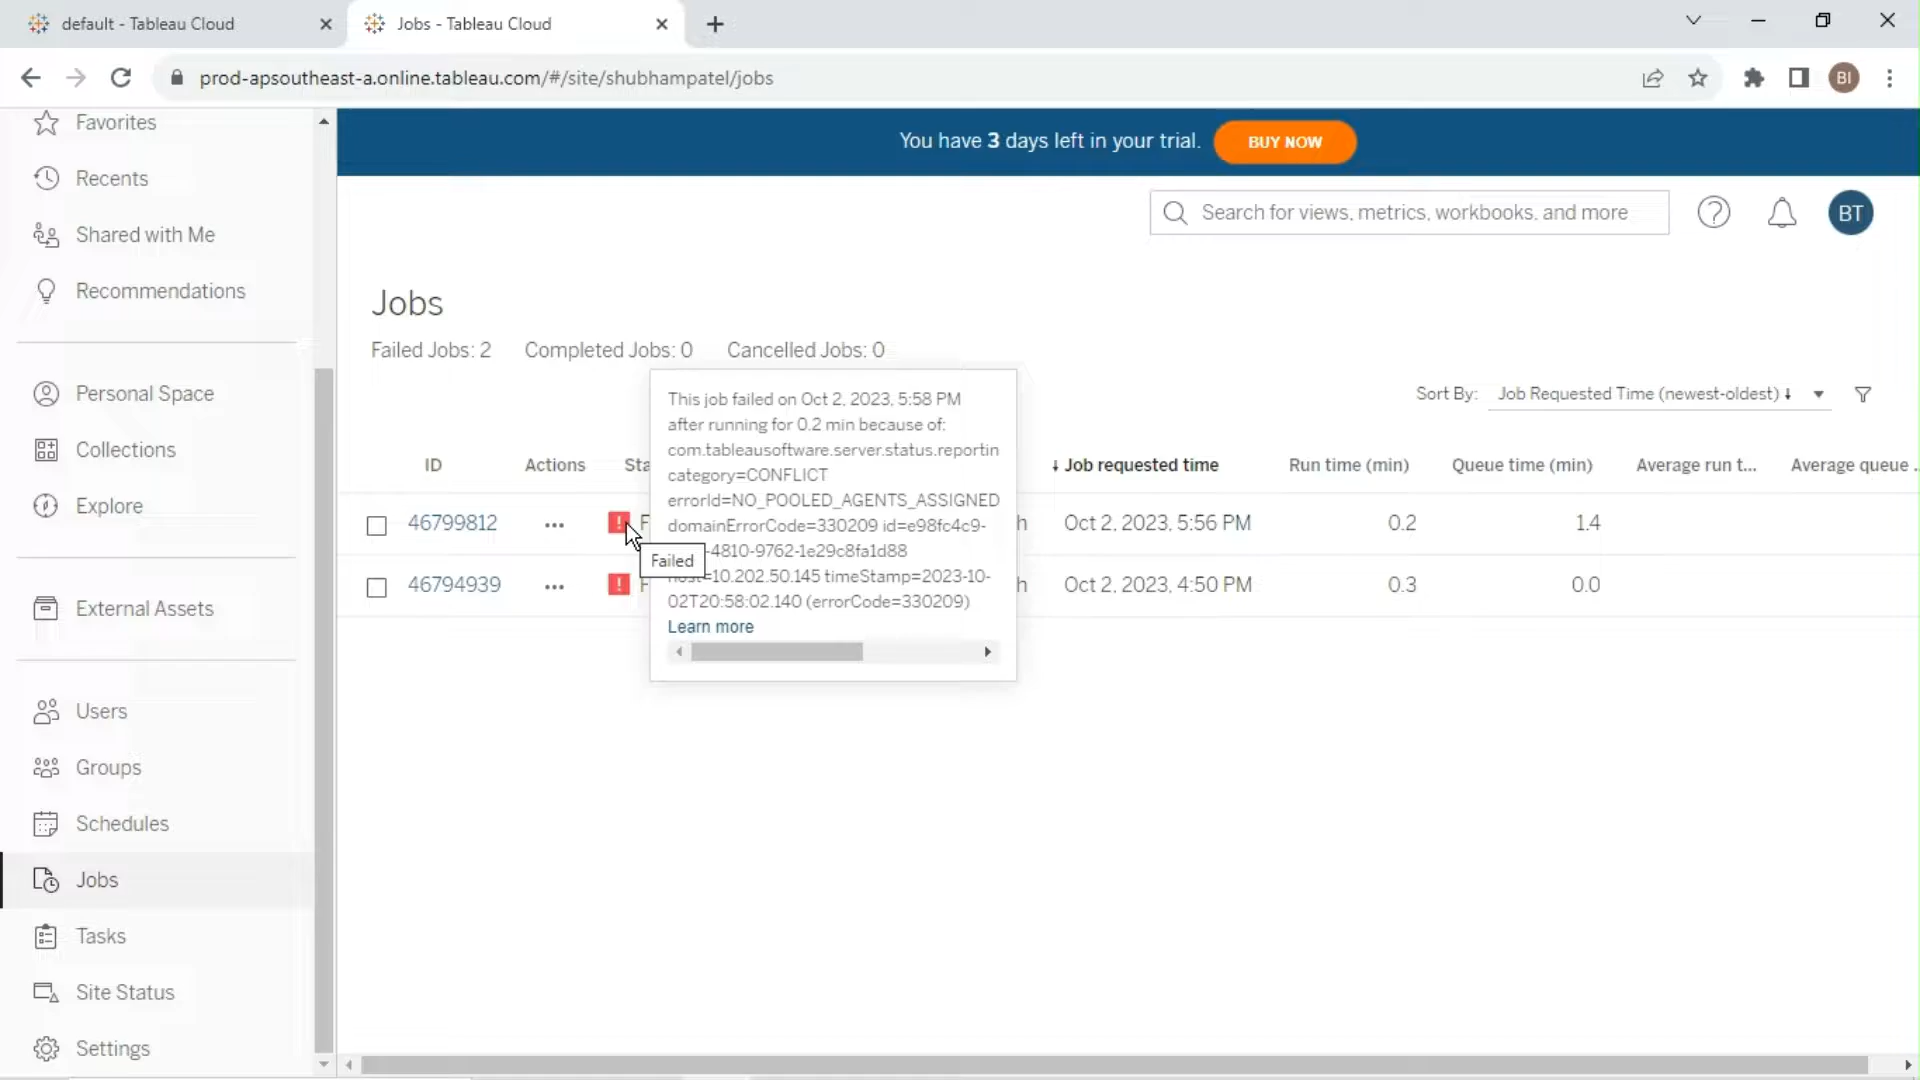 default - Tableau Cloud
Jobs - Tableau Cloud
prod-apsoutheast-a.online.tableau.com/#/site/shubhampatel/jobs
BI
Favorites
Recents
Shared with Me
Recommendations
Personal Space
Collections
Explore
External Assets
Users
Groups
Schedules
Jobs
Tasks
Site Status
Settings
You have 3 days left in your trial.
BUY NOW
Search for views, metrics, workbooks, and more
BT
Jobs
Failed Jobs: 2 Completed Jobs: 0 Cancelled Jobs: 0
Sort By: Job Requested Time (newest-oldest) ↓
ID Actions Sta ↓ Job requested time Run time (min) Queue time (min) Average run t... Average queue ..
46799812 ... ! F h Oct 2, 2023, 5:56 PM 0.2 1.4
46794939 ... ! F h Oct 2, 2023, 4:50 PM 0.3 0.0
This job failed on Oct 2, 2023, 5:58 PM
after running for 0.2 min because of:
com.tableausoftware.server.status.reportin
category=CONFLICT
errorId=NO_POOLED_AGENTS_ASSIGNED
domainErrorCode=330209 id=e98fc4c9-
-4810-9762-1e29c8fa1d88
host=10.202.50.145 timeStamp=2023-10-
02T20:58:02.140 (errorCode=330209)
Learn more
Failed